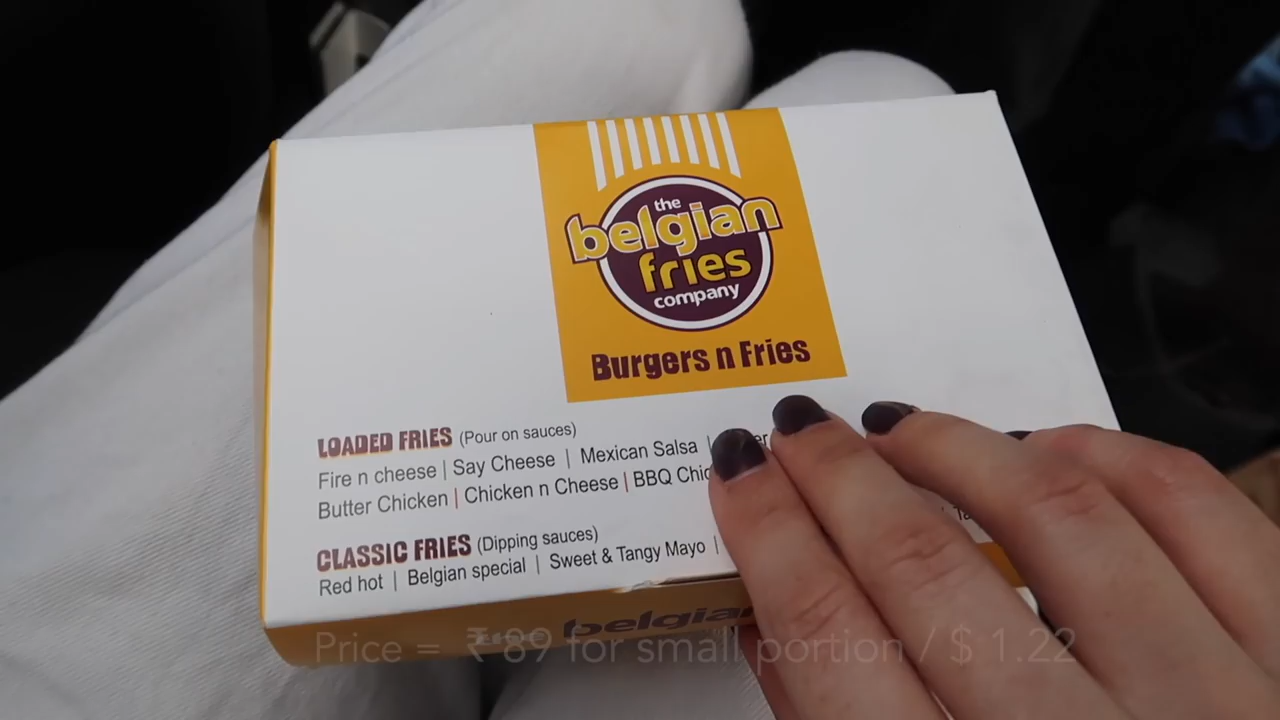 the
belgian
fries
company
Burgers n Fries
LOADED FRIES (Pour on sauces)
Fire n cheese | Say Cheese | Mexican Salsa |
Butter Chicken | Chicken n Cheese | BBQ
CLASSIC FRIES (Dipping sauces)
Red hot | Belgian special | Sweet & Tangy Mayo |
the belgian
Price = ₹ 89 for small portion / $ 1.22